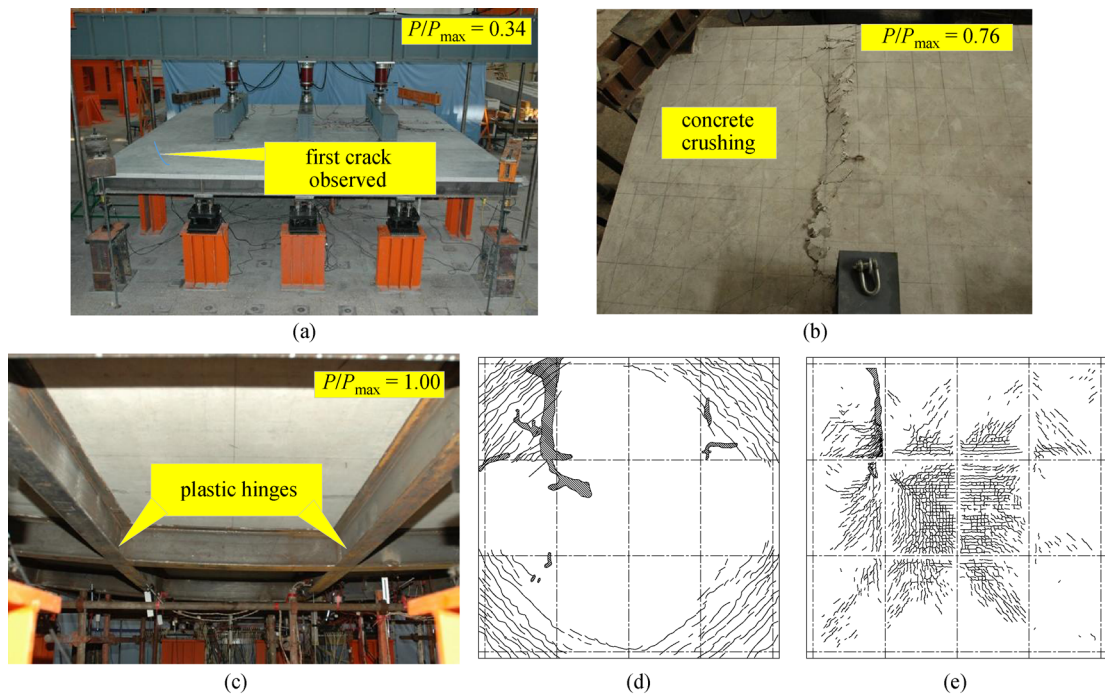 P/Pmax = 0.34
first crack
observed
(a)
P/Pmax = 0.76
concrete
crushing
(b)
P/Pmax = 1.00
plastic hinges
(c)
(d)
(e)